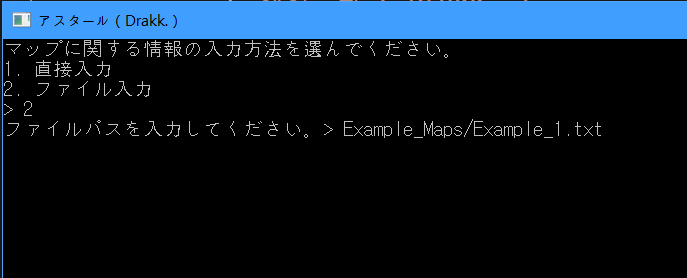 アスタール ( Drakk. )
マップに関する情報の入力方法を選んでください。
1. 直接入力
2. ファイル入力
> 2
ファイルパスを入力してください。> Example_Maps/Example_1.txt